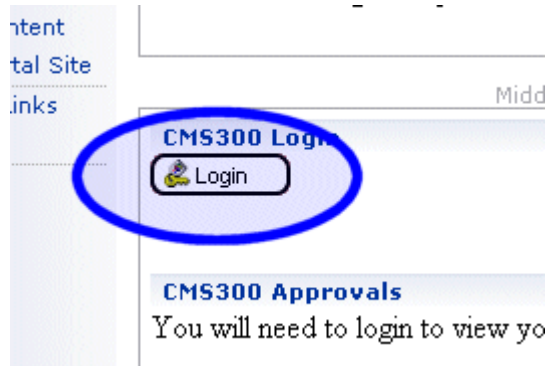 ntent
tal Site
inks
Midd
CMS300 Login
Login
CMS300 Approvals
You will need to login to view yo